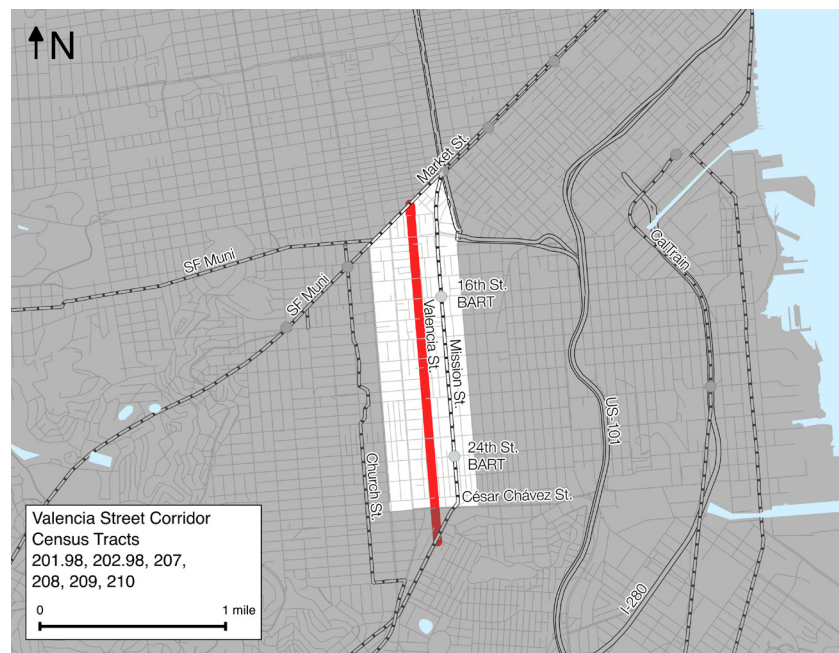 N
Market St.
SF Muni
SF Muni
CalTrain
16th St.
BART
Valencia St.
Mission St.
US-101
24th St.
BART
Church St.
César Chávez St.
I-280
Valencia Street Corridor
Census Tracts
201.98, 202.98, 207,
208, 209, 210
0 1 mile